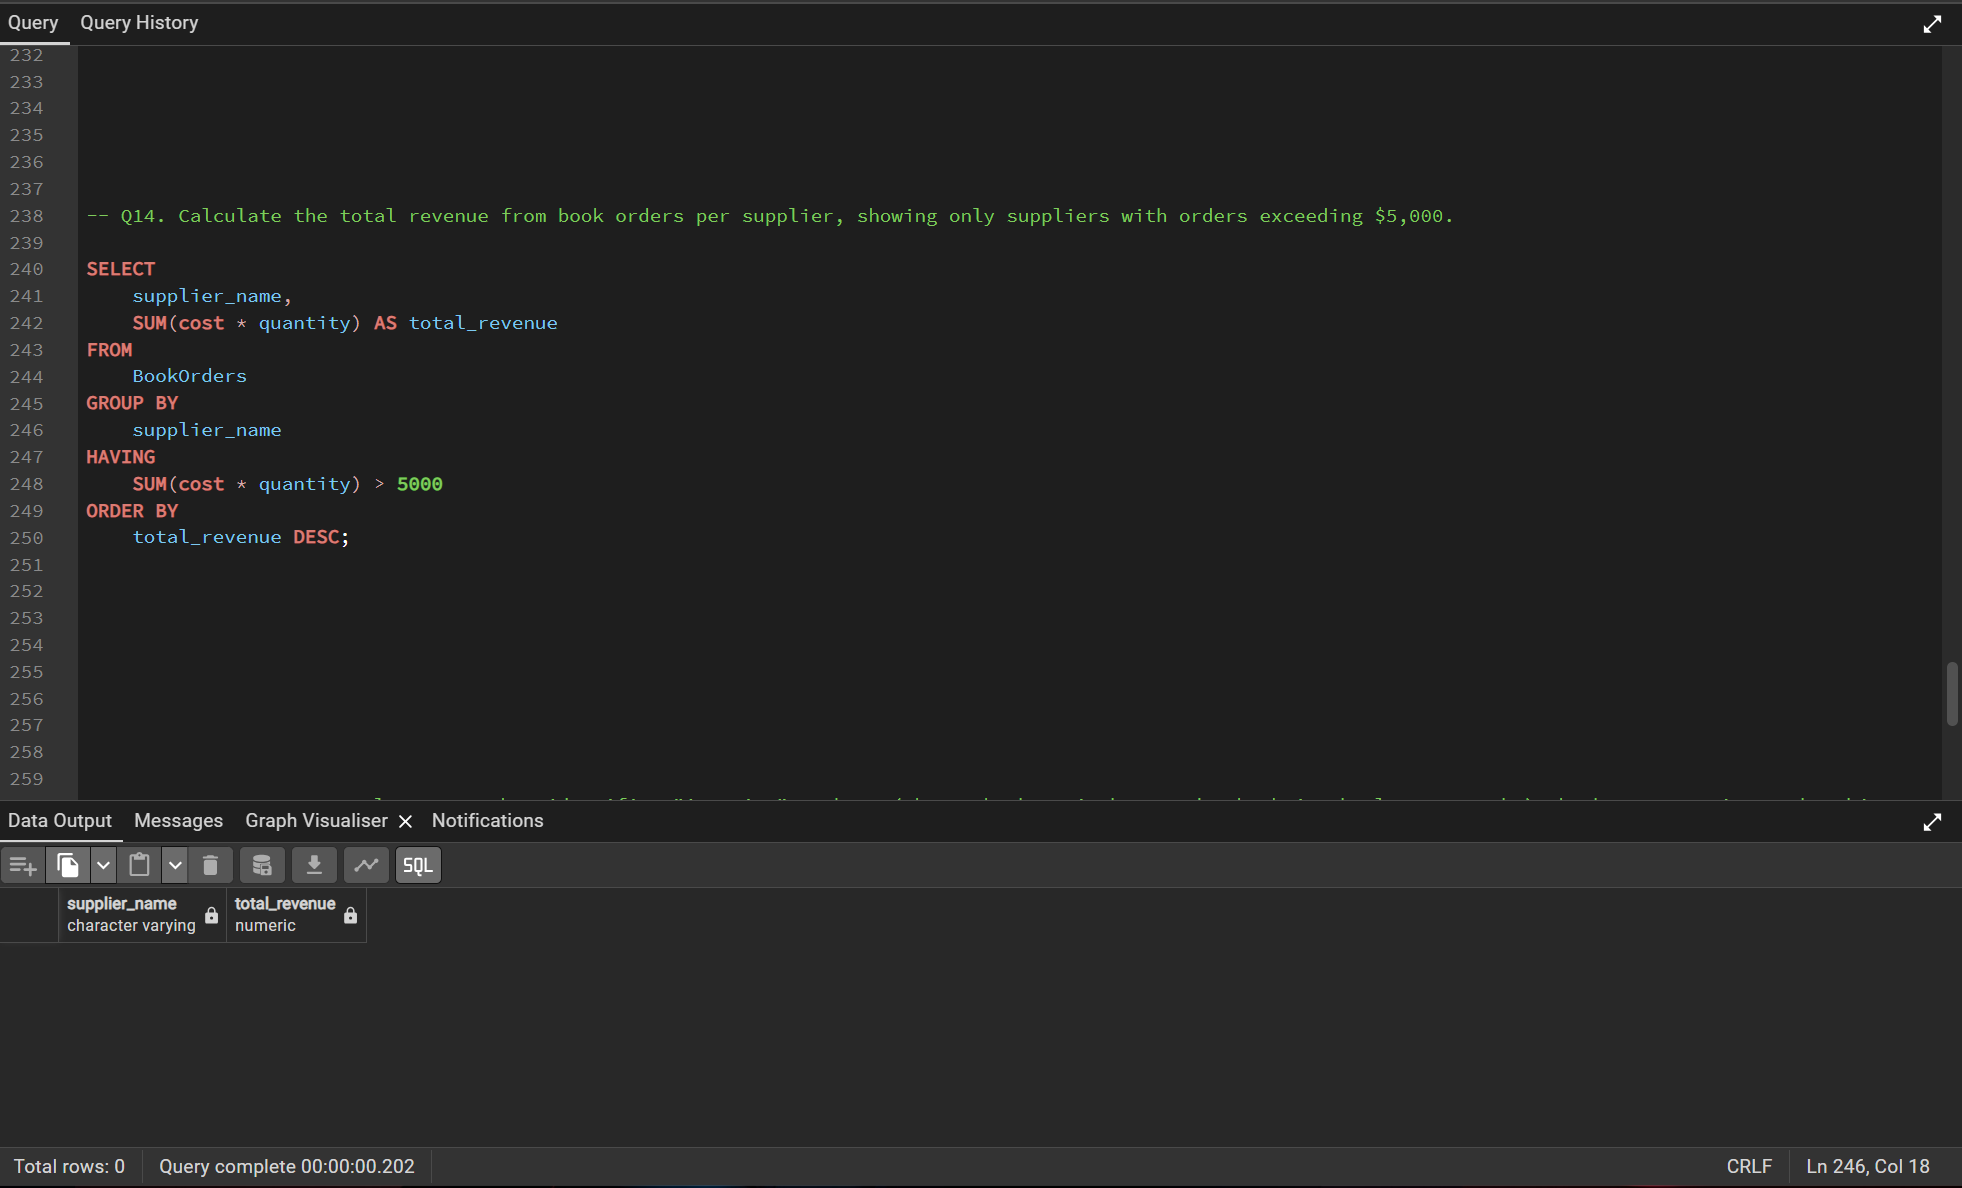 Query Query History
232
233
234
235
236
237
238 -- Q14. Calculate the total revenue from book orders per supplier, showing only suppliers with orders exceeding $5,000.
239
240 SELECT
241 supplier_name,
242 SUM(cost * quantity) AS total_revenue
243 FROM
244 BookOrders
245 GROUP BY
246 supplier_name
247 HAVING
248 SUM(cost * quantity) > 5000
249 ORDER BY
250 total_revenue DESC;
251
252
253
254
255
256
257
258
259
Data Output Messages Graph Visualiser Notifications
SQL
supplier_name total_revenue
character varying numeric
Total rows: 0 Query complete 00:00:00.202 CRLF Ln 246, Col 18